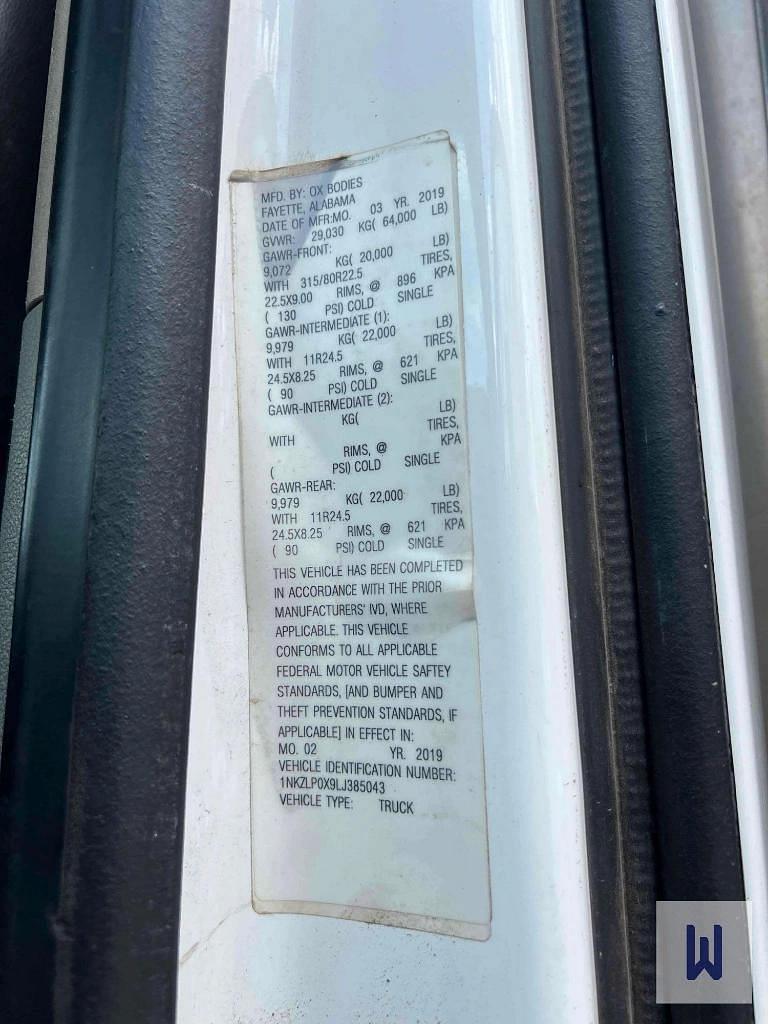 MFD. BY: OX BODIES
FAYETTE, ALABAMA
DATE OF MFR:MO. 03 YR. 2019
GVWR: 29,030 KG( 64,000 LB)
GAWR-FRONT:
9,072 KG( 20,000 LB)
WITH 315/80R22.5 TIRES,
22.5X9.00 RIMS, @ 896 KPA
( 130 PSI) COLD SINGLE
GAWR-INTERMEDIATE (1):
9,979 KG( 22,000 LB)
WITH 11R24.5 TIRES,
24.5X8.25 RIMS, @ 621 KPA
( 90 PSI) COLD SINGLE
GAWR-INTERMEDIATE (2):
KG( LB)
WITH TIRES,
RIMS, @ KPA
( PSI) COLD SINGLE
GAWR-REAR:
9,979 KG( 22,000 LB)
WITH 11R24.5 TIRES,
24.5X8.25 RIMS, @ 621 KPA
( 90 PSI) COLD SINGLE
THIS VEHICLE HAS BEEN COMPLETED
IN ACCORDANCE WITH THE PRIOR
MANUFACTURERS' IVD, WHERE
APPLICABLE. THIS VEHICLE
CONFORMS TO ALL APPLICABLE
FEDERAL MOTOR VEHICLE SAFTEY
STANDARDS, [AND BUMPER AND
THEFT PREVENTION STANDARDS, IF
APPLICABLE] IN EFFECT IN:
MO. 02 YR. 2019
VEHICLE IDENTIFICATION NUMBER:
1NKZLP0X9LJ385043
VEHICLE TYPE: TRUCK
W